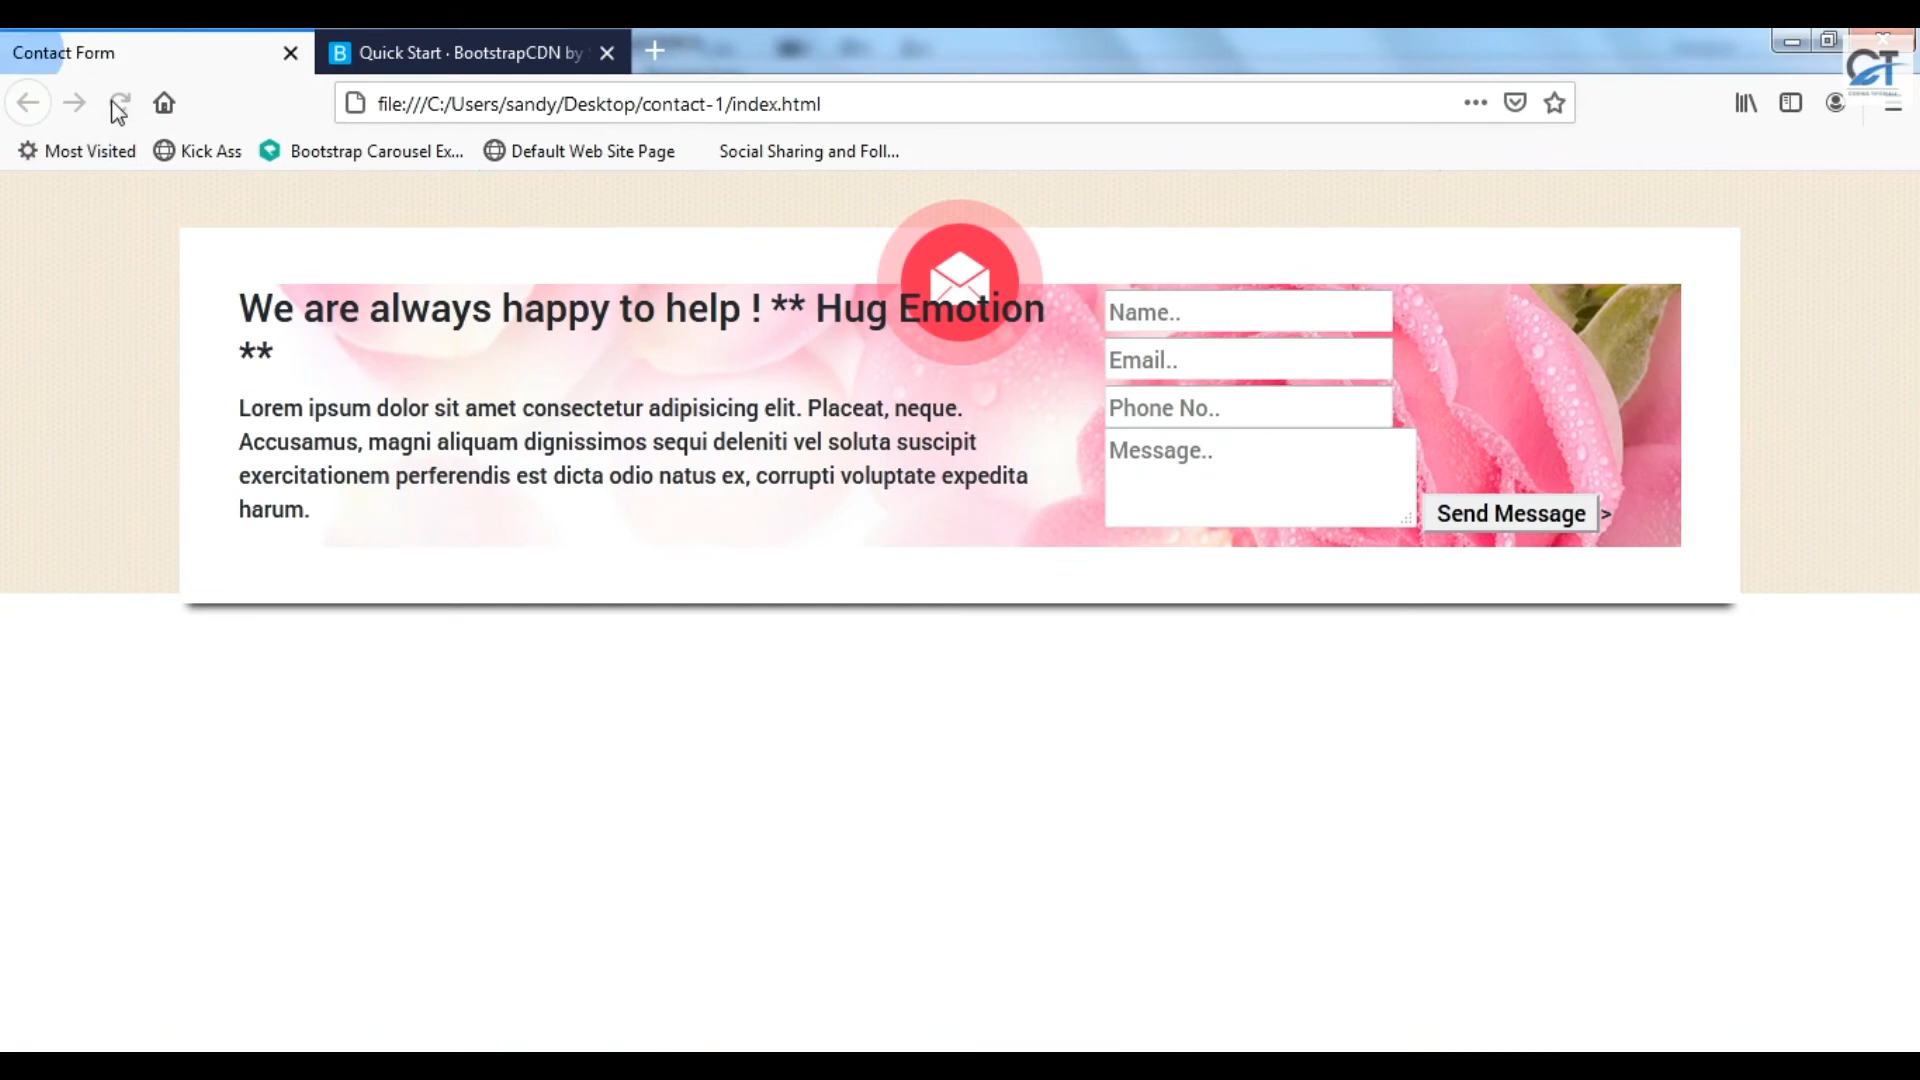 Contact Form
Quick Start · BootstrapCDN by
CT
file:///C:/Users/sandy/Desktop/contact-1/index.html
Most Visited
Kick Ass
Bootstrap Carousel Ex...
Default Web Site Page
Social Sharing and Foll...
We are always happy to help ! ** Hug Emotion
**
Lorem ipsum dolor sit amet consectetur adipisicing elit. Placeat, neque.
Accusamus, magni aliquam dignissimos sequi deleniti vel soluta suscipit
exercitationem perferendis est dicta odio natus ex, corrupti voluptate expedita
harum.
Name..
Email..
Phone No..
Message..
Send Message >